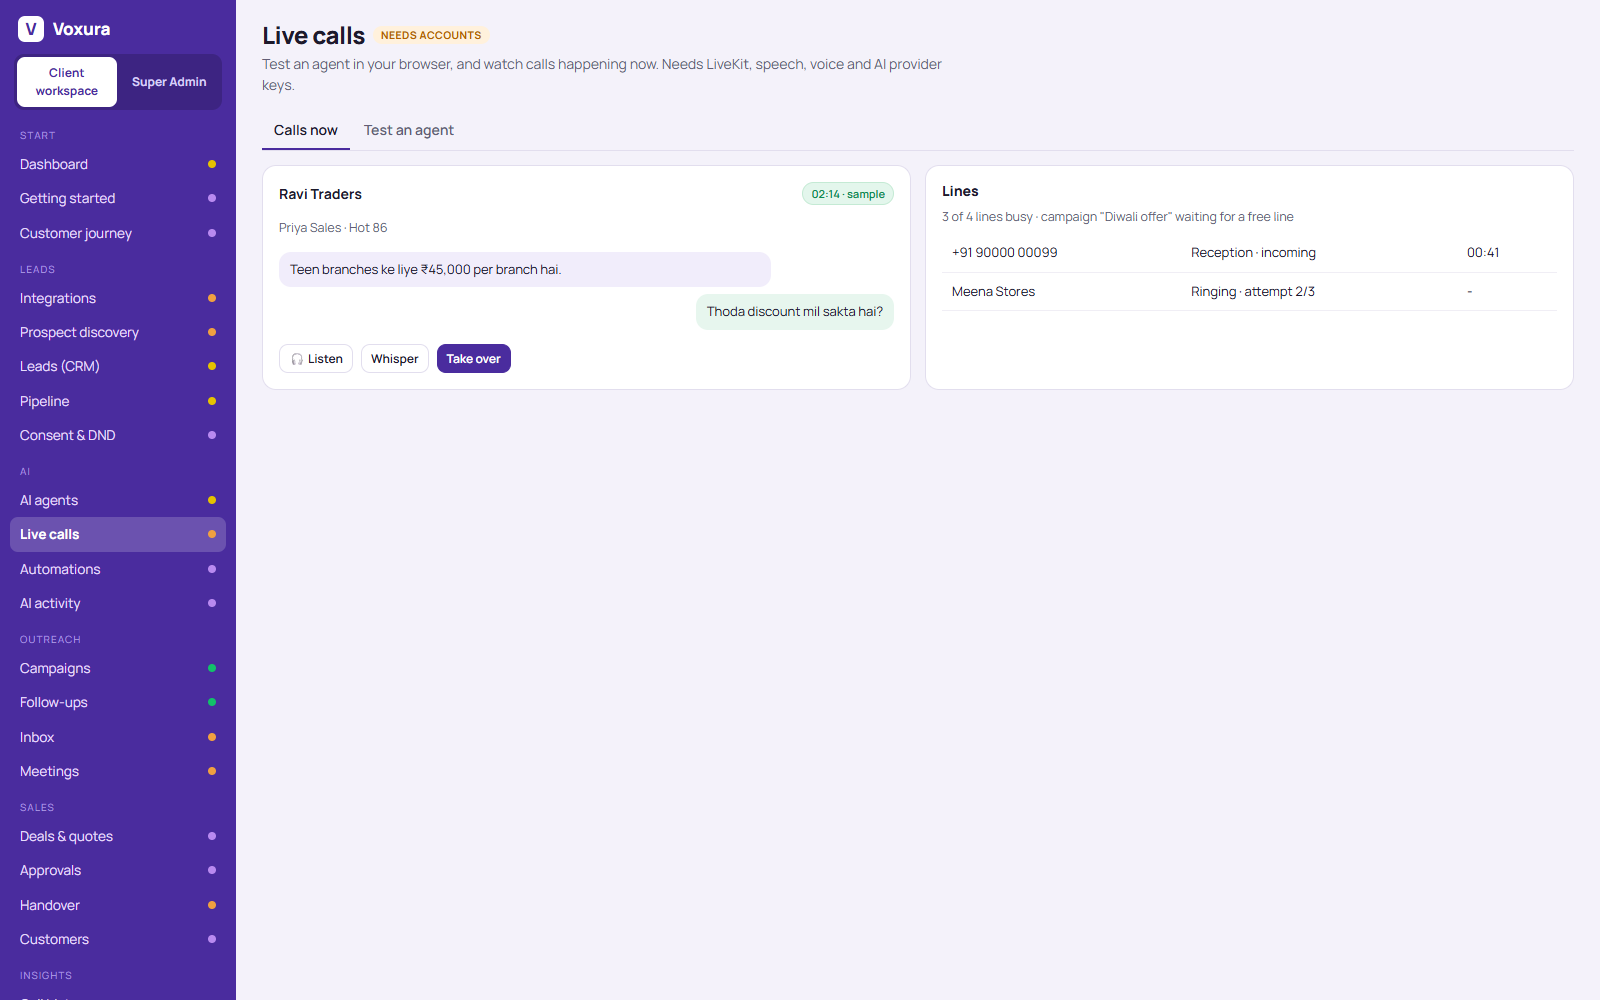 V Voxura
Client workspace
Super Admin
START
Dashboard
Getting started
Customer journey
LEADS
Integrations
Prospect discovery
Leads (CRM)
Pipeline
Consent & DND
AI
AI agents
Live calls
Automations
AI activity
OUTREACH
Campaigns
Follow-ups
Inbox
Meetings
SALES
Deals & quotes
Approvals
Handover
Customers
INSIGHTS
Live calls NEEDS ACCOUNTS
Test an agent in your browser, and watch calls happening now. Needs LiveKit, speech, voice and AI provider
keys.
Calls now Test an agent
Ravi Traders 02:14 · sample
Priya Sales · Hot 86
Teen branches ke liye ₹45,000 per branch hai.
Thoda discount mil sakta hai?
Listen Whisper Take over
Lines
3 of 4 lines busy · campaign "Diwali offer" waiting for a free line
+91 90000 00099 Reception · incoming 00:41
Meena Stores Ringing · attempt 2/3 -